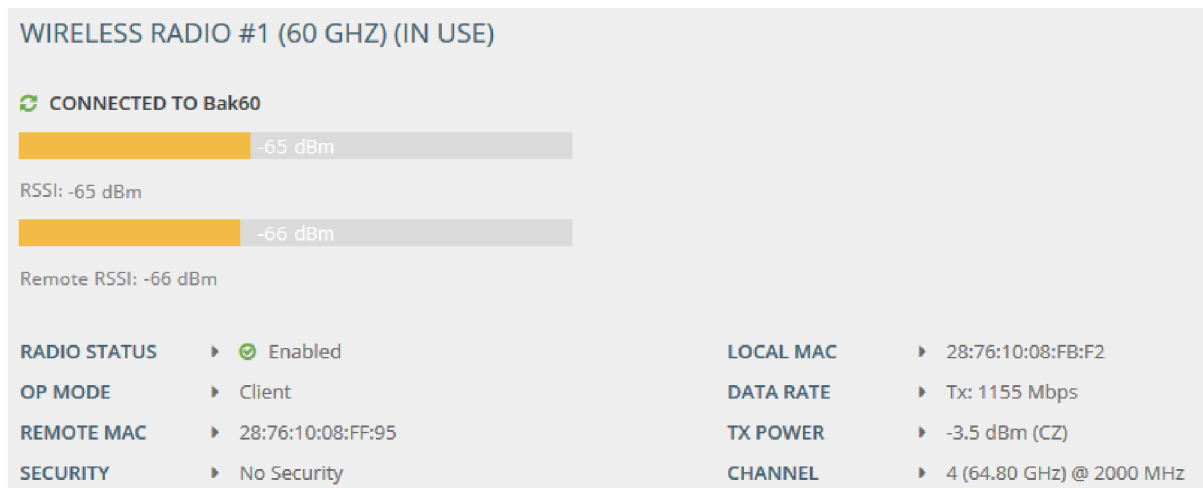 WIRELESS RADIO #1 (60 GHZ) (IN USE)
CONNECTED TO Bak60
-65 dBm
RSSI: -65 dBm
-66 dBm
Remote RSSI: -66 dBm
RADIO STATUS Enabled LOCAL MAC 28:76:10:08:FB:F2
OP MODE Client DATA RATE Tx: 1155 Mbps
REMOTE MAC 28:76:10:08:FF:95 TX POWER -3.5 dBm (CZ)
SECURITY No Security CHANNEL 4 (64.80 GHz) @ 2000 MHz